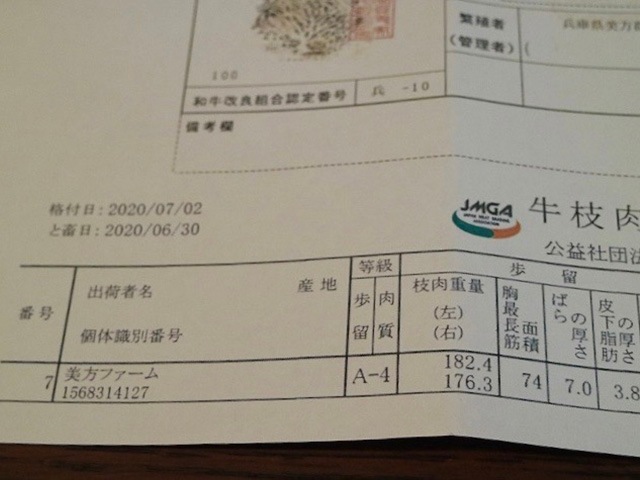 繁殖者
(管理者)
兵庫県美方郡
(
100
和牛改良組合認定番号
兵 -10
備考欄
格付日: 2020/07/02
と畜日: 2020/06/30
JMGA
牛枝肉
公益社団法
番号
出荷者名
産地
個体識別番号
等級
歩留
肉質
歩留
枝肉重量
(左)
(右)
胸最長筋面積
ばらの厚さ
皮下脂肪の厚さ
7
美方ファーム
1568314127
A-4
182.4
176.3
74
7.0
3.8